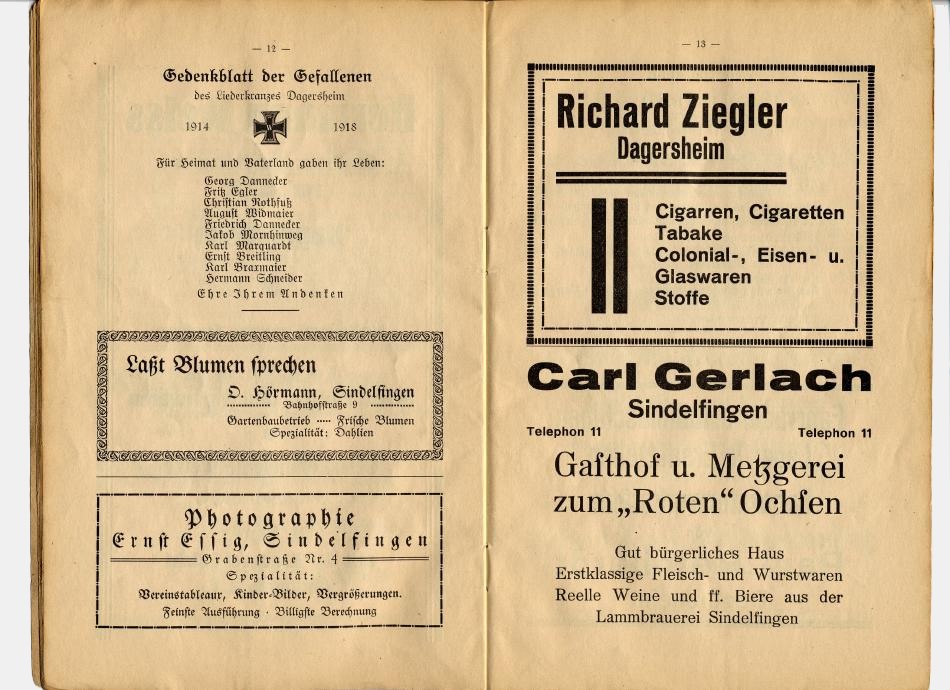 — 12 —
Gedenkblatt der Gefallenen
des Liederkranzes Dagersheim
1914 1918
Für Heimat und Vaterland gaben ihr Leben:
Georg Dannecker
Fritz Egler
Christian Rothfuß
August Widmaier
Friedrich Dannecker
Jakob Mornhinweg
Karl Marquardt
Ernst Breitling
Karl Braxmaier
Hermann Schneider
Ehre Ihrem Andenken
Laßt Blumen sprechen
O. Hörmann, Sindelfingen
Bahnhofstraße 9
Gartenbaubetrieb ····· Frische Blumen
Spezialität: Dahlien
Photographie
Ernst Essig, Sindelfingen
Grabenstraße Nr. 4
Spezialität:
Vereinstableaux, Kinder-Bilder, Vergrößerungen.
Feinste Ausführung · Billigste Berechnung
— 13 —
Richard Ziegler
Dagersheim
Cigarren, Cigaretten
Tabake
Colonial-, Eisen- u.
Glaswaren
Stoffe
Carl Gerlach
Sindelfingen
Telephon 11 Telephon 11
Gasthof u. Metzgerei
zum „Roten“ Ochsen
Gut bürgerliches Haus
Erstklassige Fleisch- und Wurstwaren
Reelle Weine und ff. Biere aus der
Lammbrauerei Sindelfingen